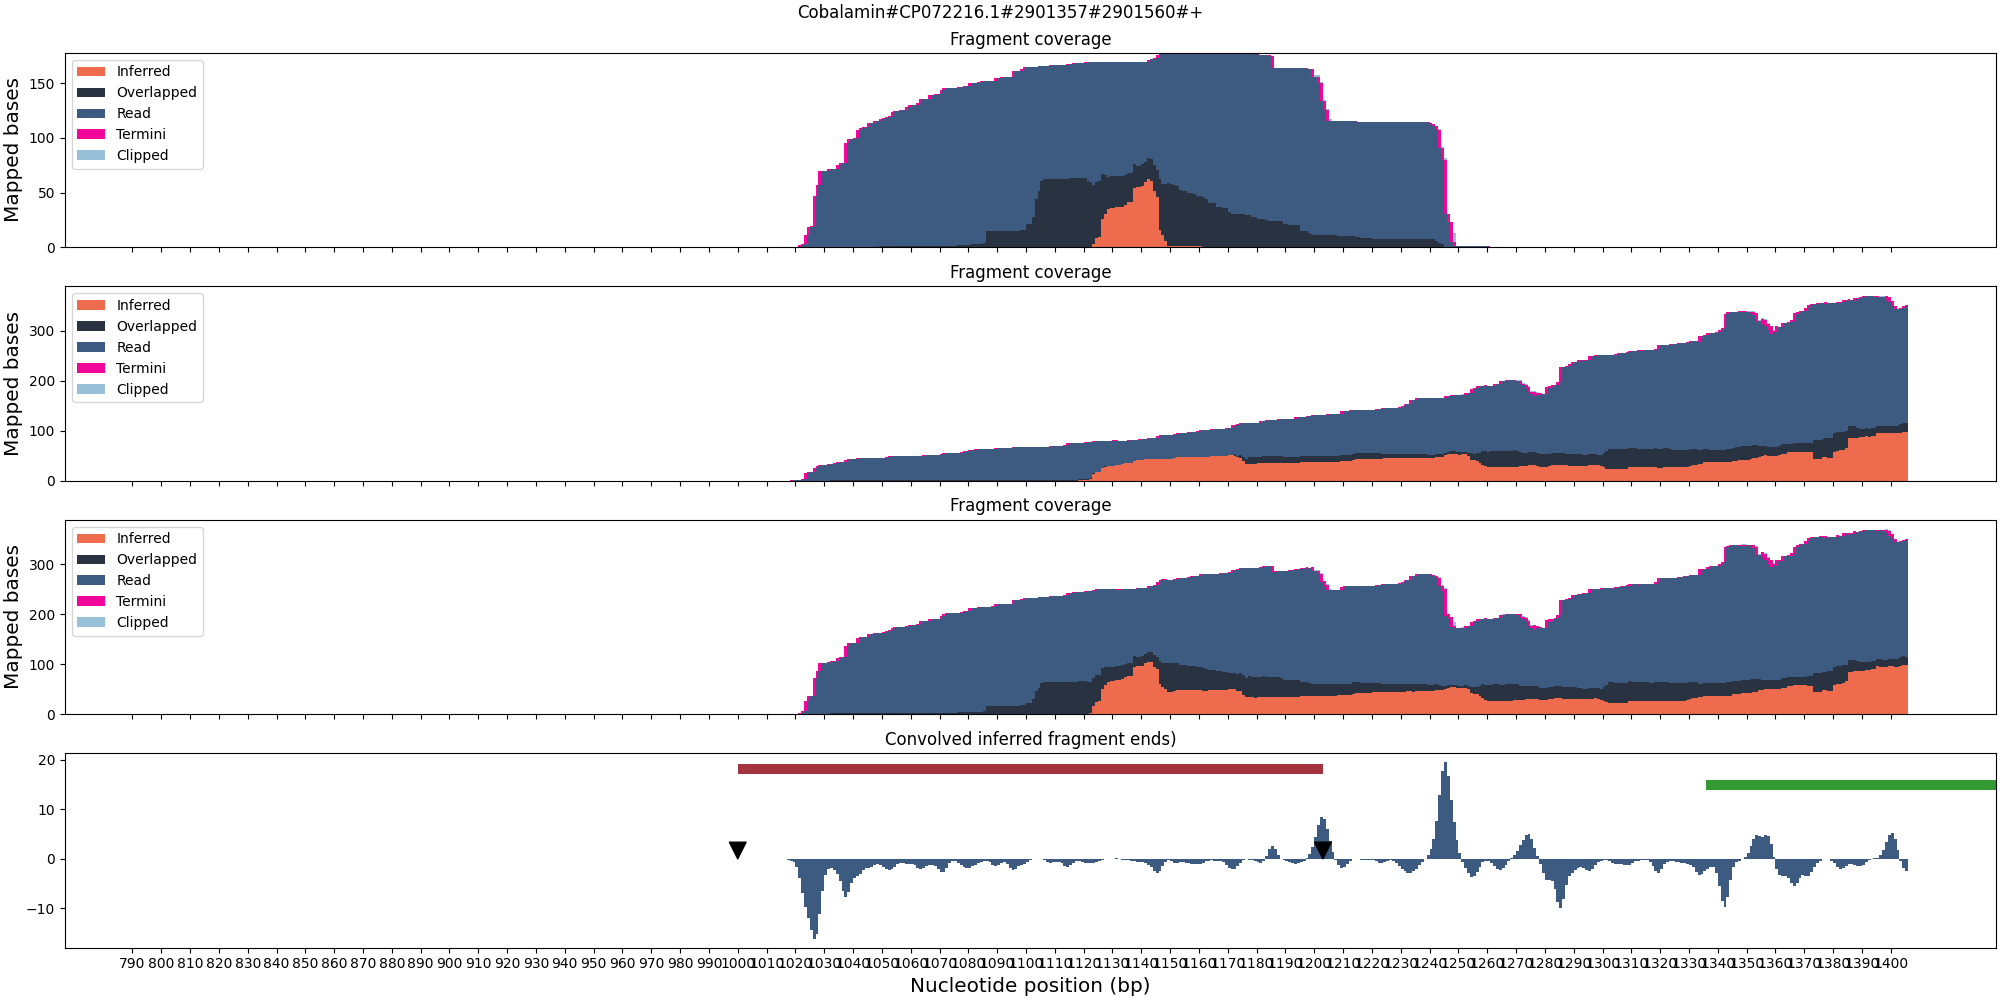 Cobalamin#CP072216.1#2901357#2901560#+
Fragment coverage
Mapped bases
150
100
50
0
Inferred
Overlapped
Read
Termini
Clipped
Fragment coverage
Mapped bases
300
200
100
0
Inferred
Overlapped
Read
Termini
Clipped
Fragment coverage
Mapped bases
300
200
100
0
Inferred
Overlapped
Read
Termini
Clipped
Convolved inferred fragment ends)
20
10
0
−10
790 800 810 820 830 840 850 860 870 880 890 900 910 920 930 940 950 960 970 980 990 1000 1010 1020 1030 1040 1050 1060 1070 1080 1090 1100 1110 1120 1130 1140 1150 1160 1170 1180 1190 1200 1210 1220 1230 1240 1250 1260 1270 1280 1290 1300 1310 1320 1330 1340 1350 1360 1370 1380 1390 1400
Nucleotide position (bp)